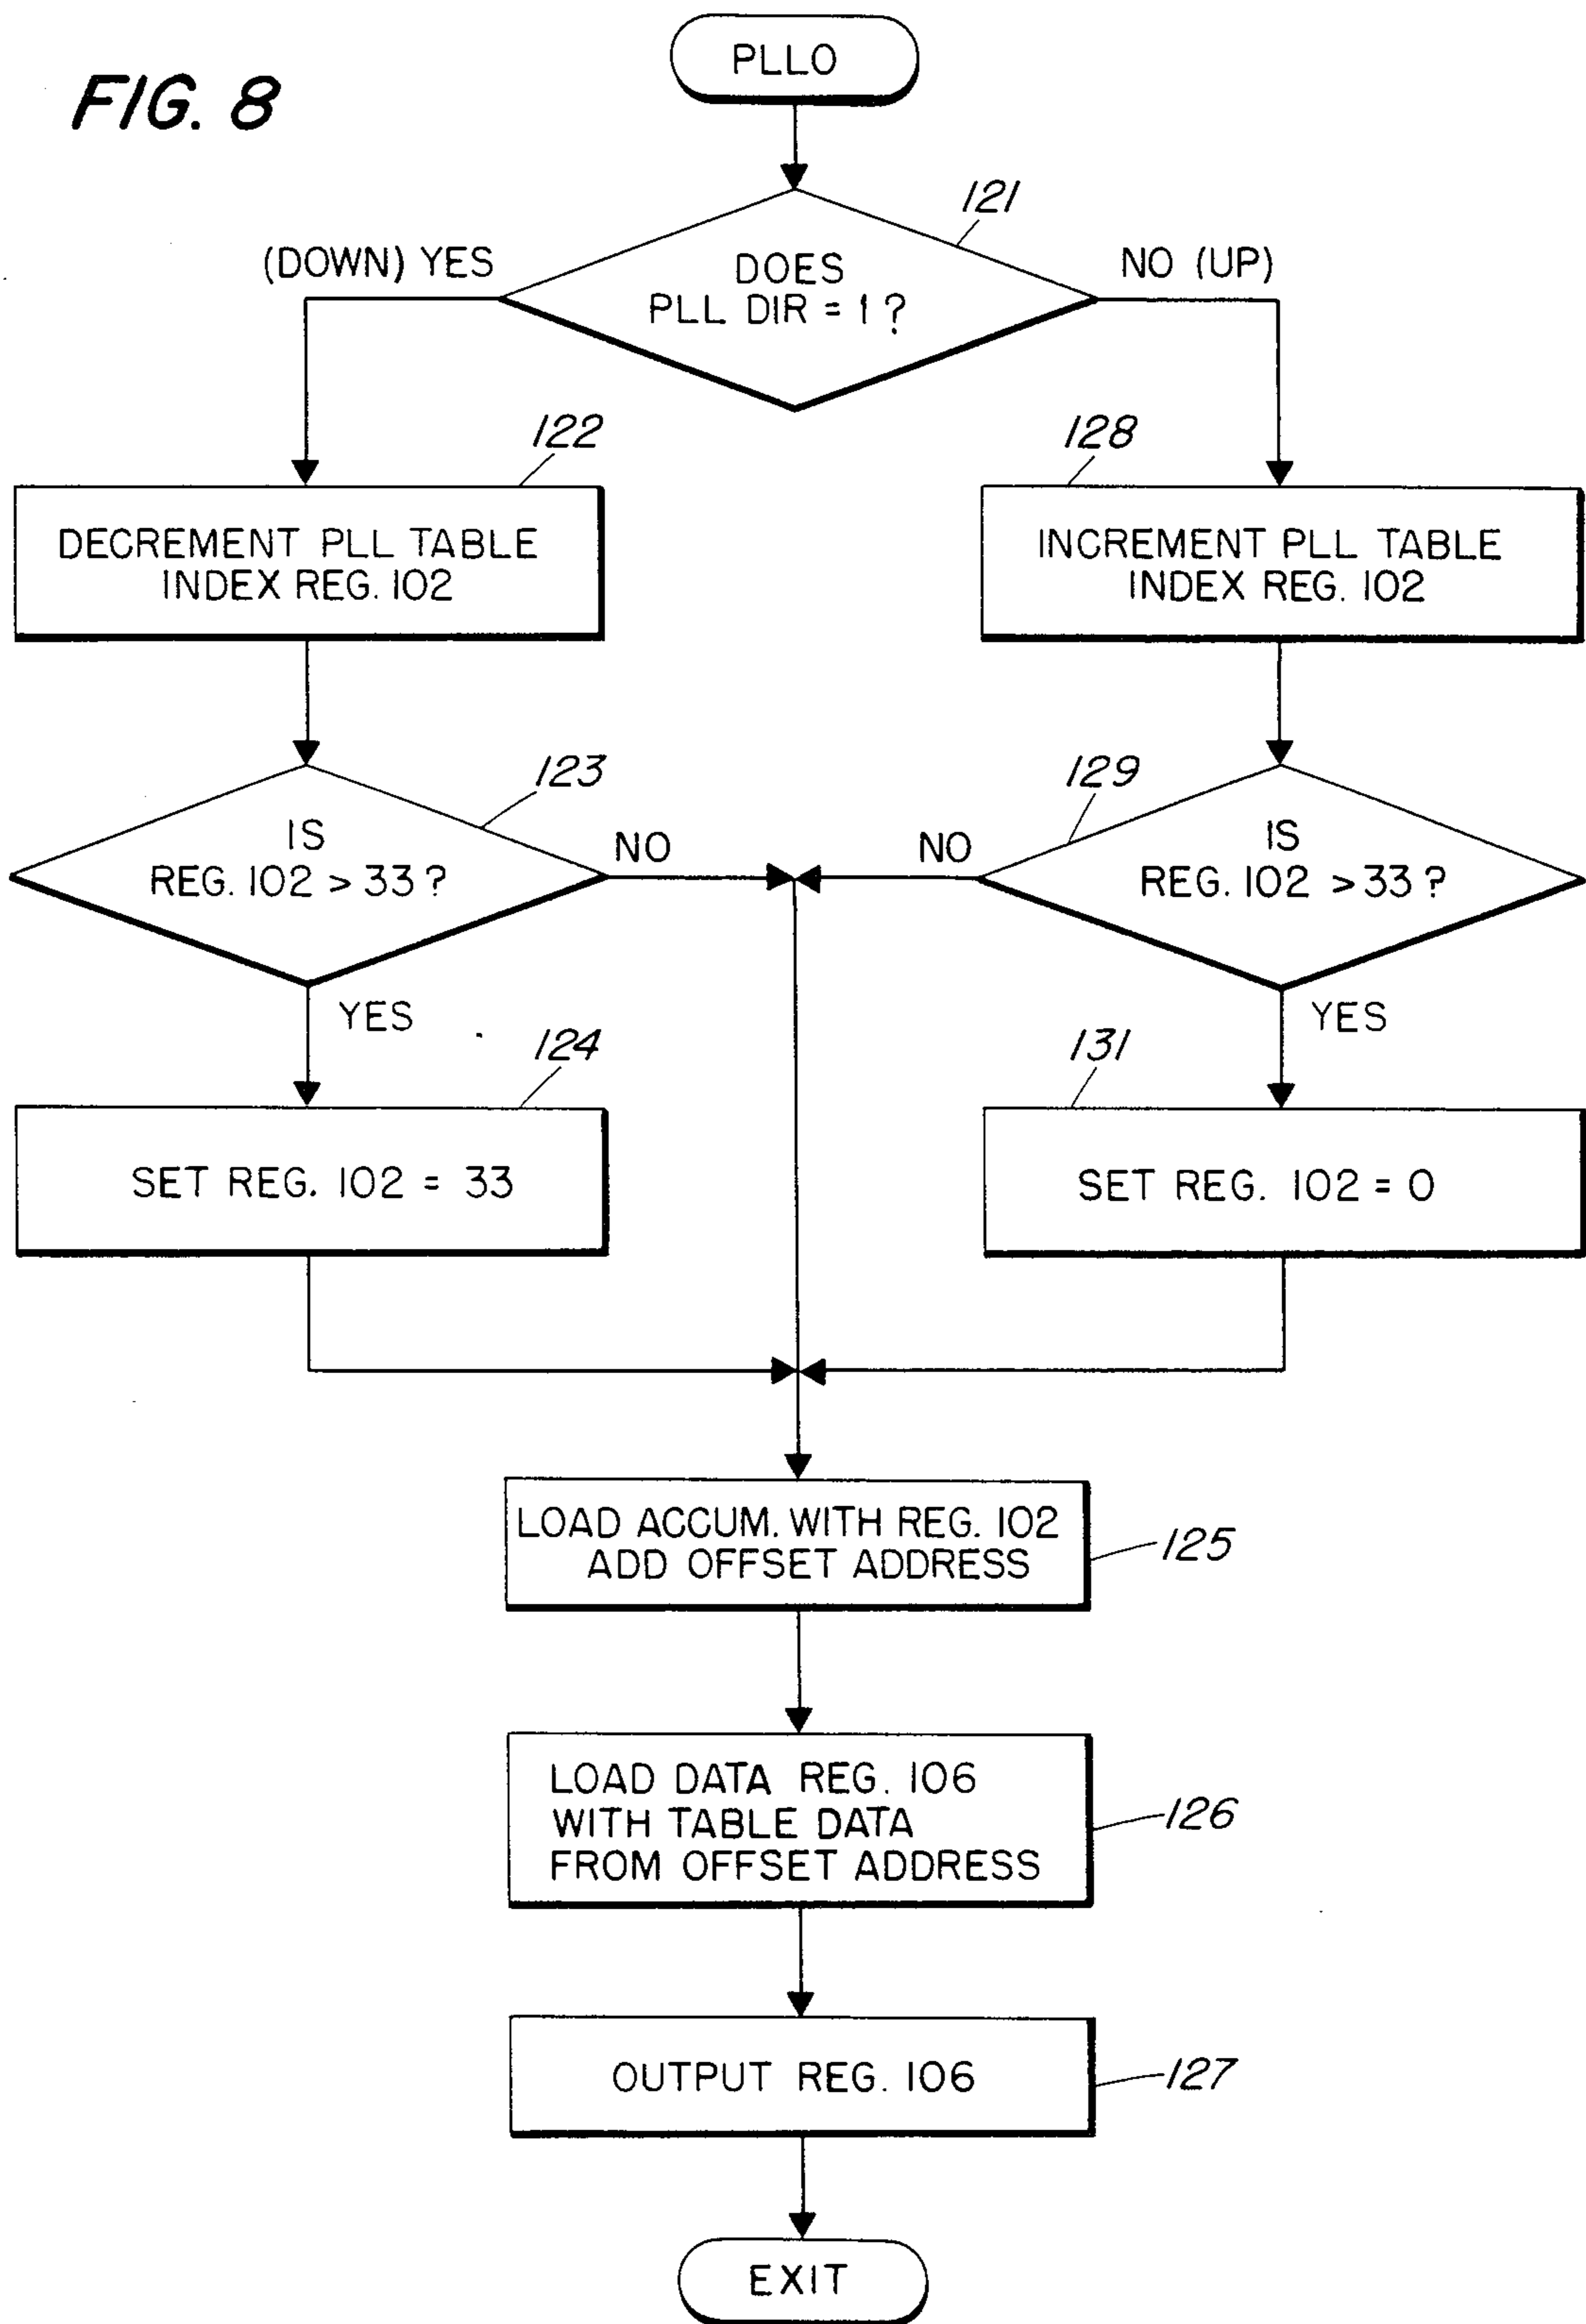 FIG. 8
PLLO
121
(DOWN) YES
NO (UP)
DOES
PLL DIR = 1 ?
122
DECREMENT PLL TABLE
INDEX REG. 102
128
INCREMENT PLL TABLE
INDEX REG. 102
123
IS
REG. 102 > 33 ?
NO
YES
129
IS
REG. 102 > 33 ?
NO
YES
124
SET REG. 102 = 33
131
SET REG. 102 = 0
LOAD ACCUM. WITH REG. 102
ADD OFFSET ADDRESS
125
LOAD DATA REG. 106
WITH TABLE DATA
FROM OFFSET ADDRESS
126
OUTPUT REG. 106
127
EXIT